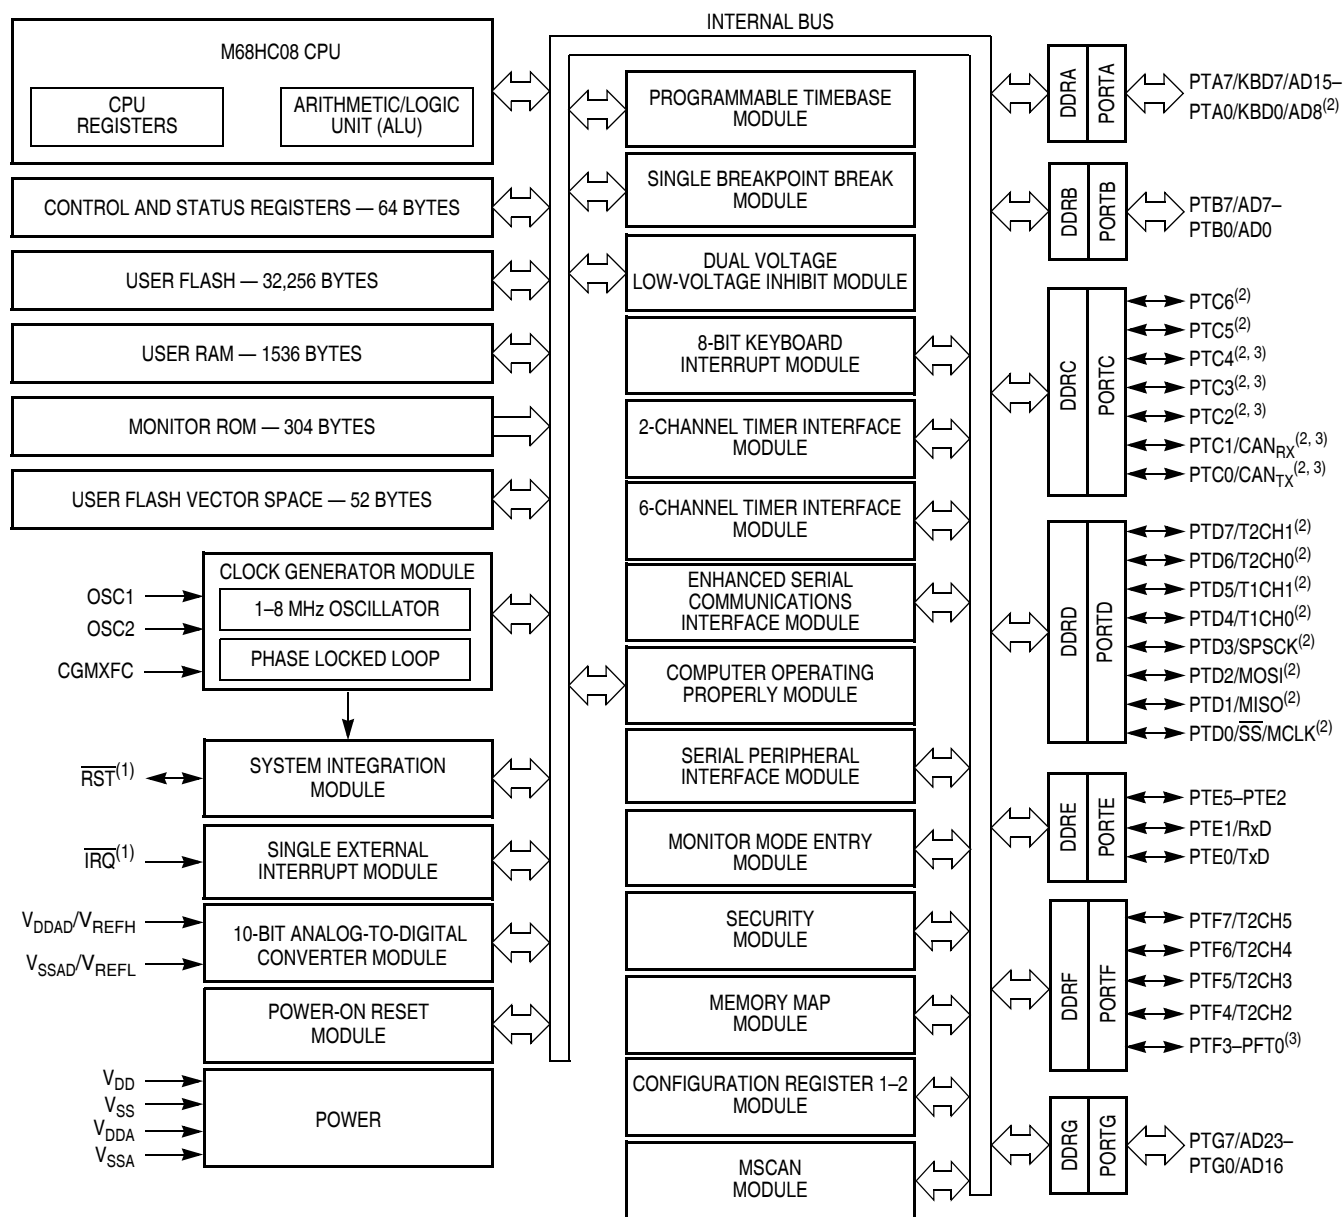 INTERNAL BUS
M68HC08 CPU
CPU
REGISTERS
ARITHMETIC/LOGIC
UNIT (ALU)
CONTROL AND STATUS REGISTERS — 64 BYTES
USER FLASH — 32,256 BYTES
USER RAM — 1536 BYTES
MONITOR ROM — 304 BYTES
USER FLASH VECTOR SPACE — 52 BYTES
CLOCK GENERATOR MODULE
1–8 MHz OSCILLATOR
PHASE LOCKED LOOP
OSC1
OSC2
CGMXFC
SYSTEM INTEGRATION
MODULE
RST(1)
SINGLE EXTERNAL
INTERRUPT MODULE
IRQ(1)
10-BIT ANALOG-TO-DIGITAL
CONVERTER MODULE
VDDAD/VREFH
VSSAD/VREFL
POWER-ON RESET
MODULE
POWER
VDD
VSS
VDDA
VSSA
PROGRAMMABLE TIMEBASE
MODULE
SINGLE BREAKPOINT BREAK
MODULE
DUAL VOLTAGE
LOW-VOLTAGE INHIBIT MODULE
8-BIT KEYBOARD
INTERRUPT MODULE
2-CHANNEL TIMER INTERFACE
MODULE
6-CHANNEL TIMER INTERFACE
MODULE
ENHANCED SERIAL
COMMUNICATIONS
INTERFACE MODULE
COMPUTER OPERATING
PROPERLY MODULE
SERIAL PERIPHERAL
INTERFACE MODULE
MONITOR MODE ENTRY
MODULE
SECURITY
MODULE
MEMORY MAP
MODULE
CONFIGURATION REGISTER 1–2
MODULE
MSCAN
MODULE
DDRA
PORTA
PTA7/KBD7/AD15–
PTA0/KBD0/AD8(2)
DDRB
PORTB
PTB7/AD7–
PTB0/AD0
DDRC
PORTC
PTC6(2)
PTC5(2)
PTC4(2, 3)
PTC3(2, 3)
PTC2(2, 3)
PTC1/CANRX(2, 3)
PTC0/CANTX(2, 3)
DDRD
PORTD
PTD7/T2CH1(2)
PTD6/T2CH0(2)
PTD5/T1CH1(2)
PTD4/T1CH0(2)
PTD3/SPSCK(2)
PTD2/MOSI(2)
PTD1/MISO(2)
PTD0/SS/MCLK(2)
DDRE
PORTE
PTE5–PTE2
PTE1/RxD
PTE0/TxD
DDRF
PORTF
PTF7/T2CH5
PTF6/T2CH4
PTF5/T2CH3
PTF4/T2CH2
PTF3–PFT0(3)
DDRG
PORTG
PTG7/AD23–
PTG0/AD16